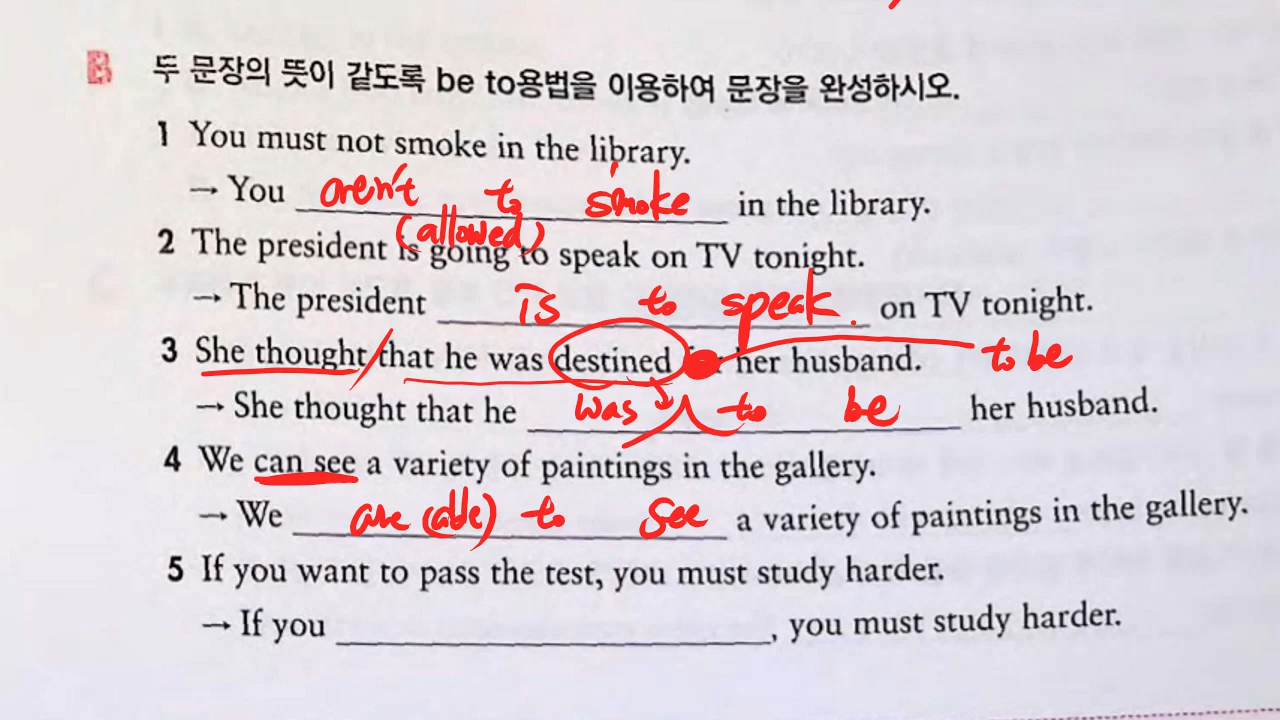 B 두 문장의 뜻이 같도록 be to용법을 이용하여 문장을 완성하시오.
1 You must not smoke in the library.
→ You aren't to smoke in the library.
(allowed)
2 The president is going to speak on TV tonight.
→ The president is to speak. on TV tonight.
3 She thought that he was destined her husband. to be
→ She thought that he was to be her husband.
4 We can see a variety of paintings in the gallery.
→ We are (able) to see a variety of paintings in the gallery.
5 If you want to pass the test, you must study harder.
→ If you , you must study harder.